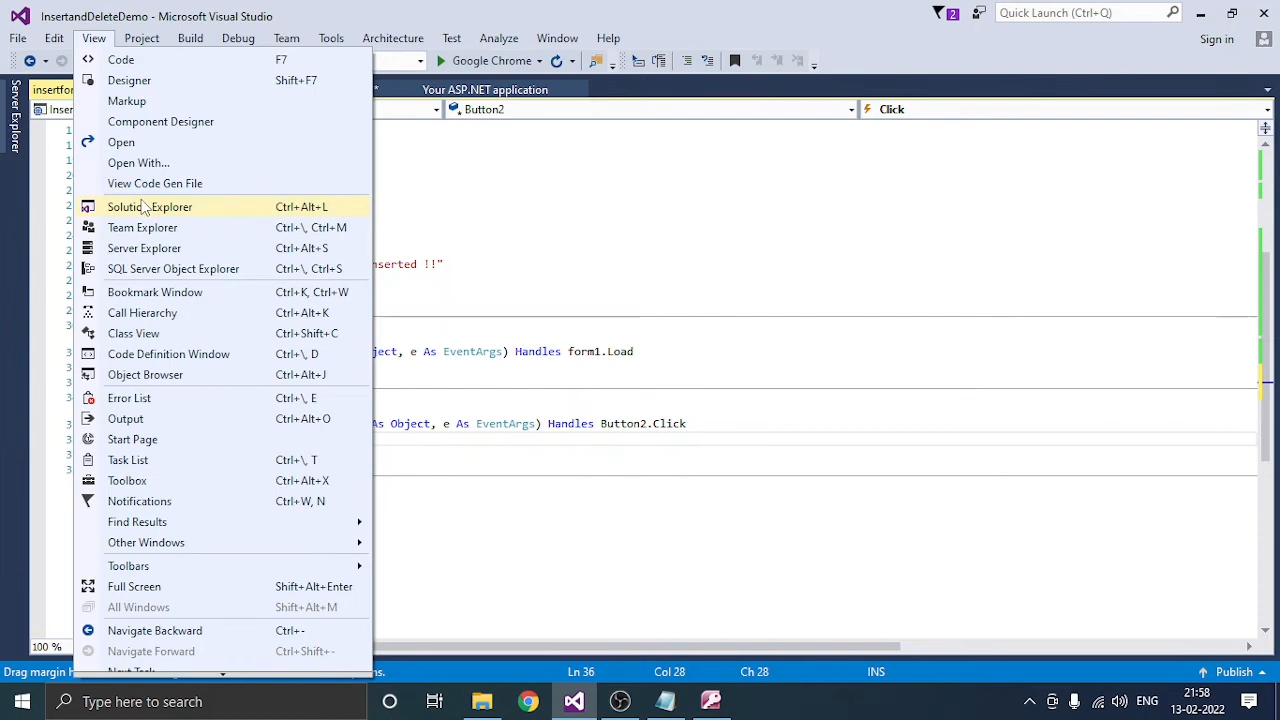 InsertandDeleteDemo - Microsoft Visual Studio
2
Quick Launch (Ctrl+Q)
File Edit View Project Build Debug Team Tools Architecture Test Analyze Window Help
Sign in
Google Chrome
insertfor
Your ASP.NET application
Server Explorer
Button2
Click
Code F7
Designer Shift+F7
Markup
Component Designer
Open
Open With...
View Code Gen File
Solution Explorer Ctrl+Alt+L
Team Explorer Ctrl+\, Ctrl+M
Server Explorer Ctrl+Alt+S
SQL Server Object Explorer Ctrl+\, Ctrl+S
nserted !!"
Bookmark Window Ctrl+K, Ctrl+W
Call Hierarchy Ctrl+Alt+K
Class View Ctrl+Shift+C
ject, e As EventArgs) Handles form1.Load
Code Definition Window Ctrl+\, D
Object Browser Ctrl+Alt+J
Error List Ctrl+\, E
Output Ctrl+Alt+O
As Object, e As EventArgs) Handles Button2.Click
Start Page
Task List Ctrl+\, T
Toolbox Ctrl+Alt+X
Notifications Ctrl+W, N
Find Results
Other Windows
Toolbars
Full Screen Shift+Alt+Enter
All Windows Shift+Alt+M
Navigate Backward Ctrl+-
Navigate Forward Ctrl+Shift+-
Next Task
100 %
Drag margin
ns.
Ln 36 Col 28 Ch 28 INS
Publish
Type here to search
ENG
21:58
13-02-2022